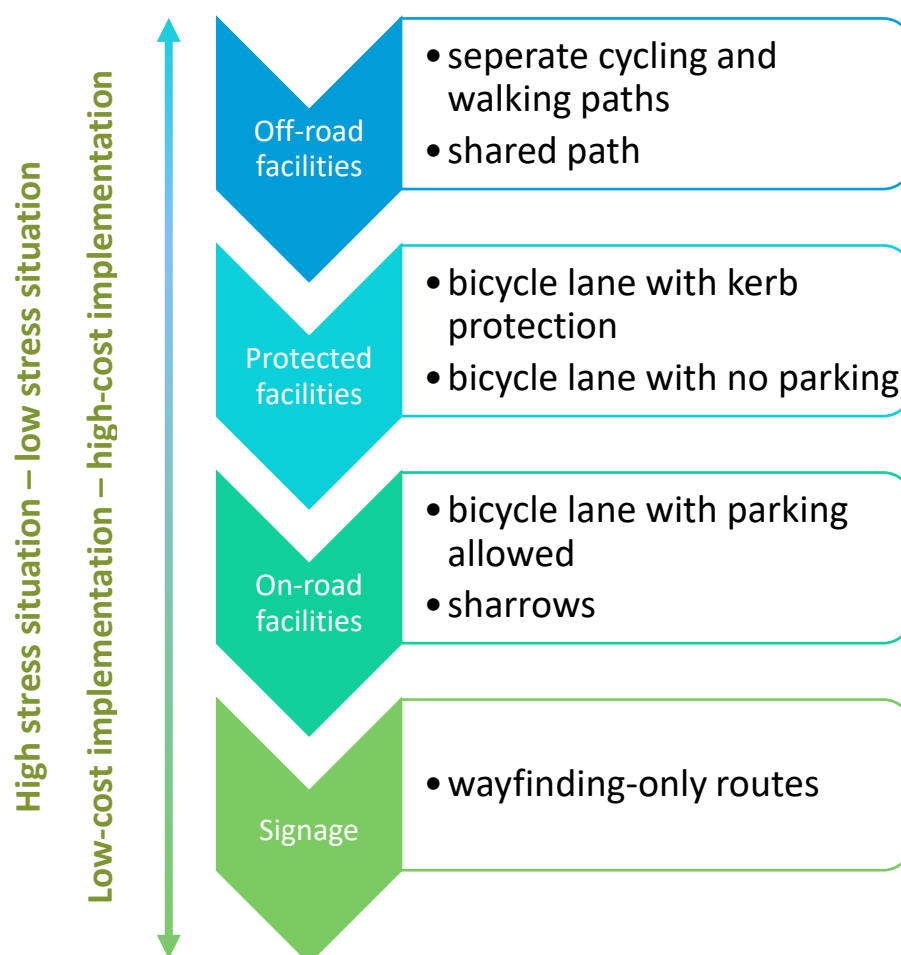 High stress situation – low stress situation
Low-cost implementation – high-cost implementation
Off-road
facilities
• seperate cycling and
walking paths
• shared path
Protected
facilities
• bicycle lane with kerb
protection
• bicycle lane with no parking
On-road
facilities
• bicycle lane with parking
allowed
• sharrows
Signage
• wayfinding-only routes